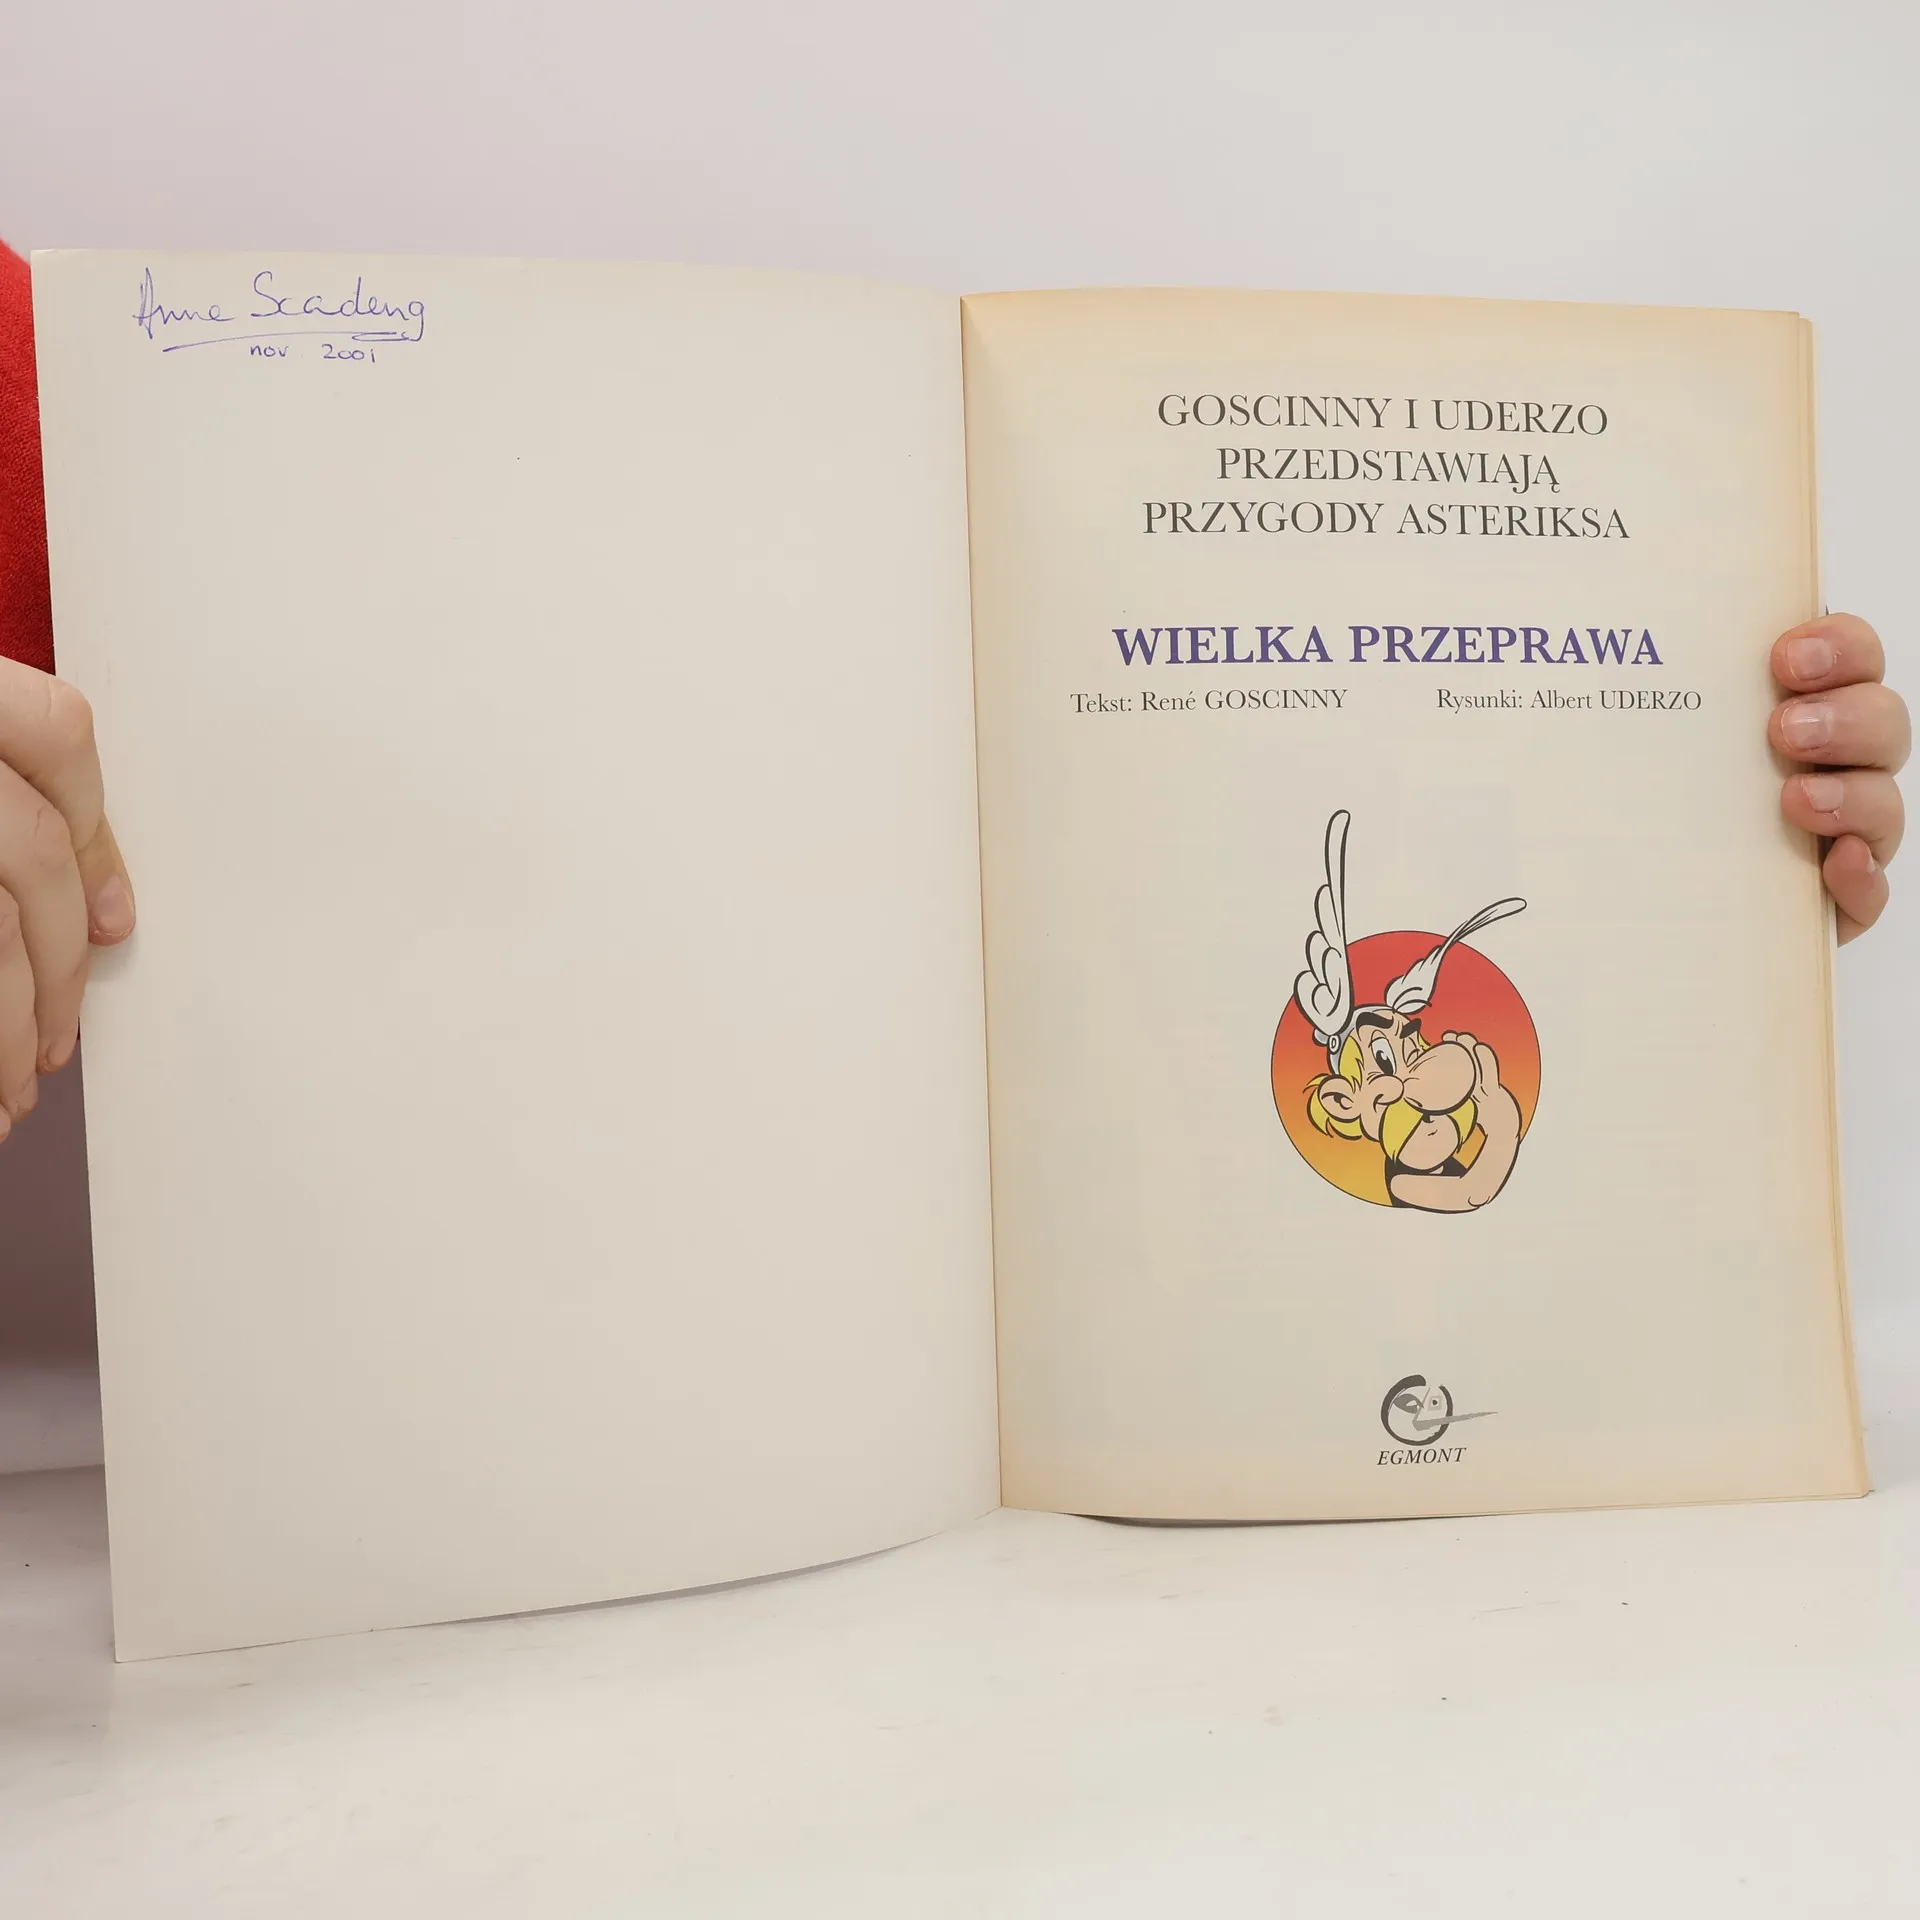 Anne Scadeng
nov. 2001
GOSCINNY I UDERZO
PRZEDSTAWIAJĄ
PRZYGODY ASTERIKSA
WIELKA PRZEPRAWA
Tekst: René GOSCINNY Rysunki: Albert UDERZO
EGMONT